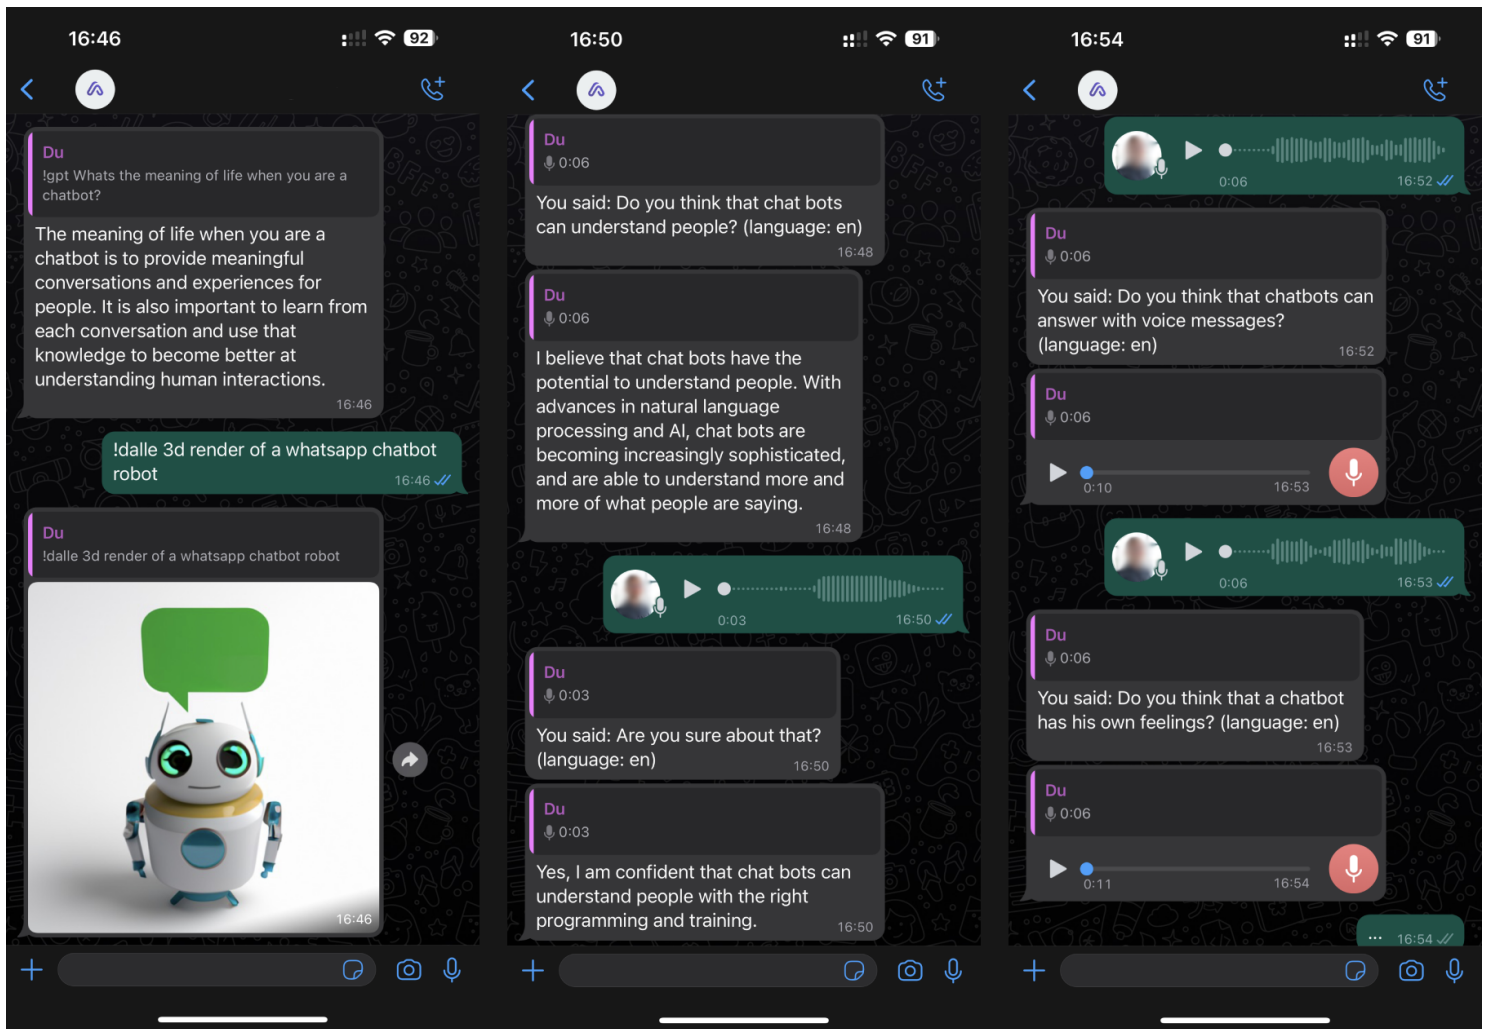 16:46
92
Du
!gpt Whats the meaning of life when you are a
chatbot?
The meaning of life when you are a
chatbot is to provide meaningful
conversations and experiences for
people. It is also important to learn from
each conversation and use that
knowledge to become better at
understanding human interactions.
16:46
!dalle 3d render of a whatsapp chatbot
robot
16:46
Du
!dalle 3d render of a whatsapp chatbot robot
16:46
16:50
91
Du
0:06
You said: Do you think that chat bots
can understand people? (language: en)
16:48
Du
0:06
I believe that chat bots have the
potential to understand people. With
advances in natural language
processing and AI, chat bots are
becoming increasingly sophisticated,
and are able to understand more and
more of what people are saying.
16:48
0:03
16:50
Du
0:03
You said: Are you sure about that?
(language: en)
16:50
Du
0:03
Yes, I am confident that chat bots can
understand people with the right
programming and training.
16:50
16:54
91
0:06
16:52
Du
0:06
You said: Do you think that chatbots can
answer with voice messages?
(language: en)
16:52
Du
0:06
0:10
16:53
0:06
16:53
Du
0:06
You said: Do you think that a chatbot
has his own feelings? (language: en)
16:53
Du
0:06
0:11
16:54
...
16:54